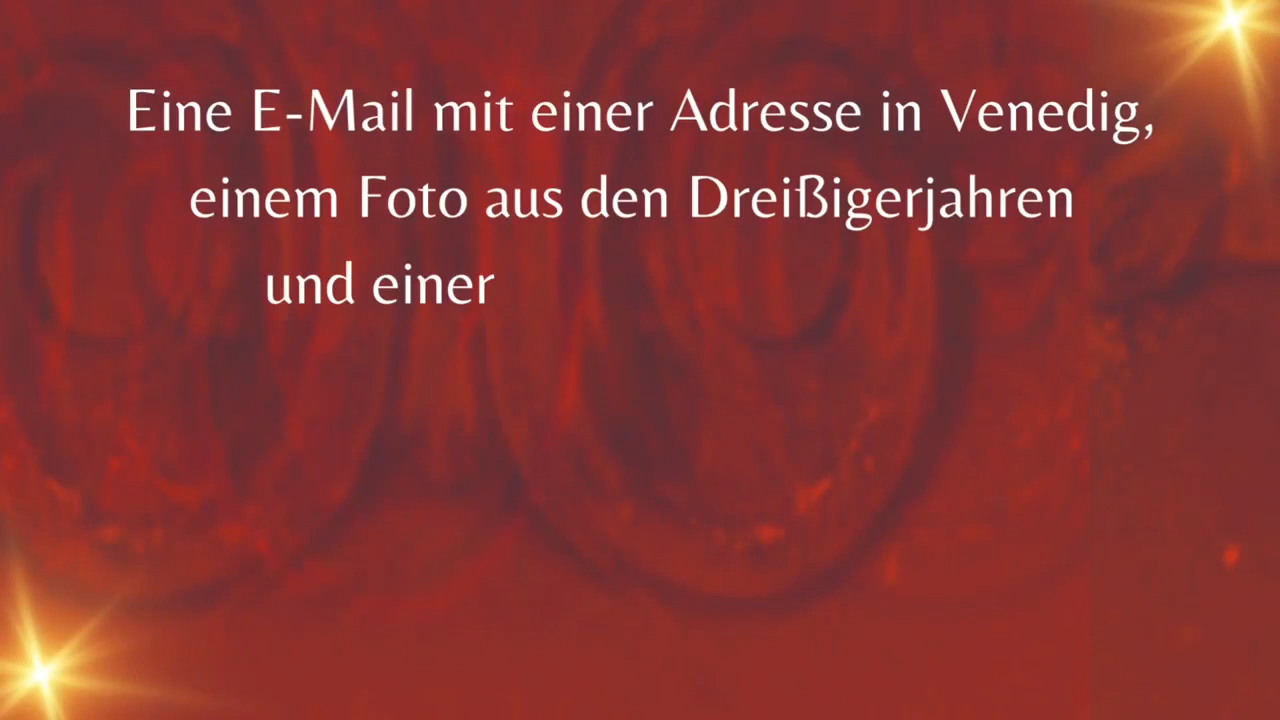 Eine E-Mail mit einer Adresse in Venedig,
einem Foto aus den Dreißigerjahren
und einer